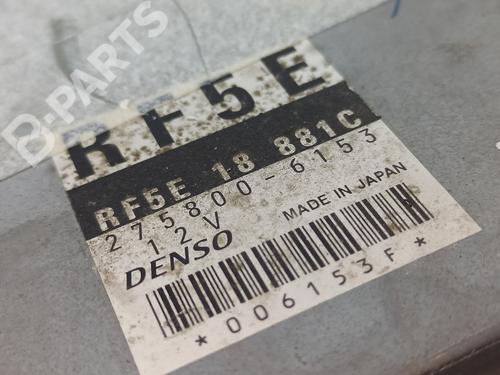 B-PARTS
RF5E
RF5E 18 881C
275800-6153
12V
DENSO MADE IN JAPAN
*006153F*